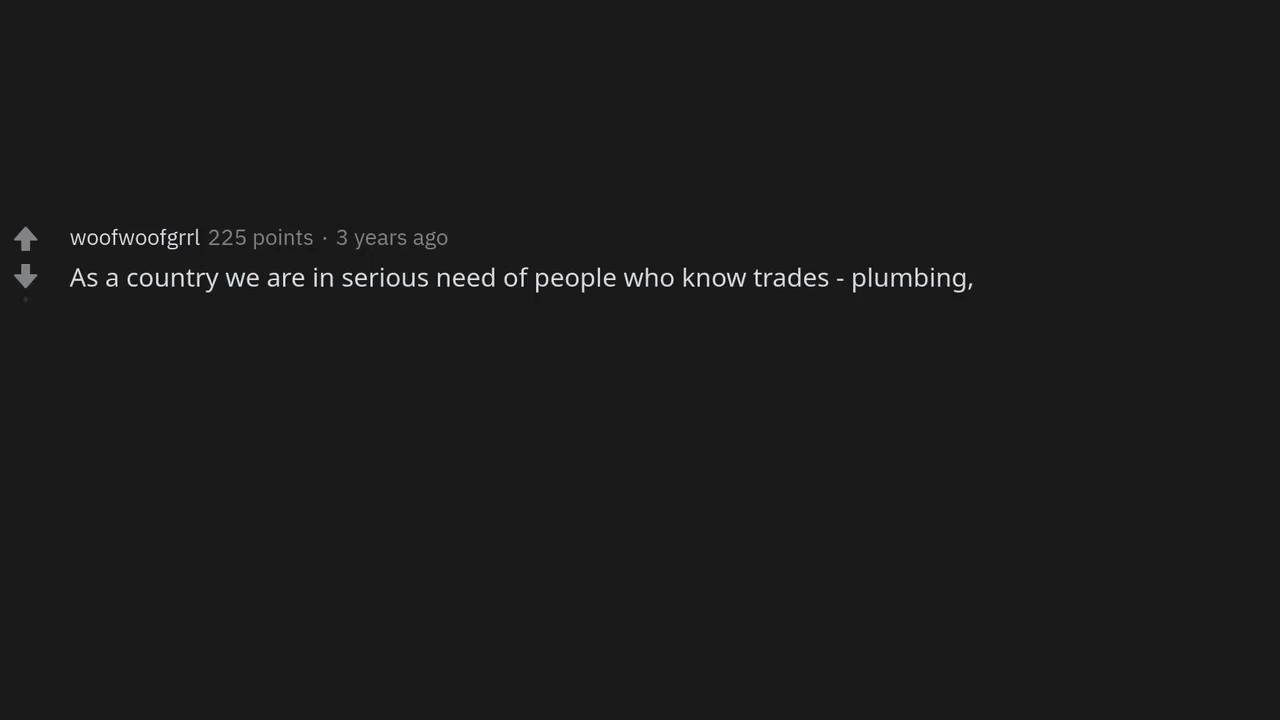 woofwoofgrrl 225 points · 3 years ago
As a country we are in serious need of people who know trades - plumbing,